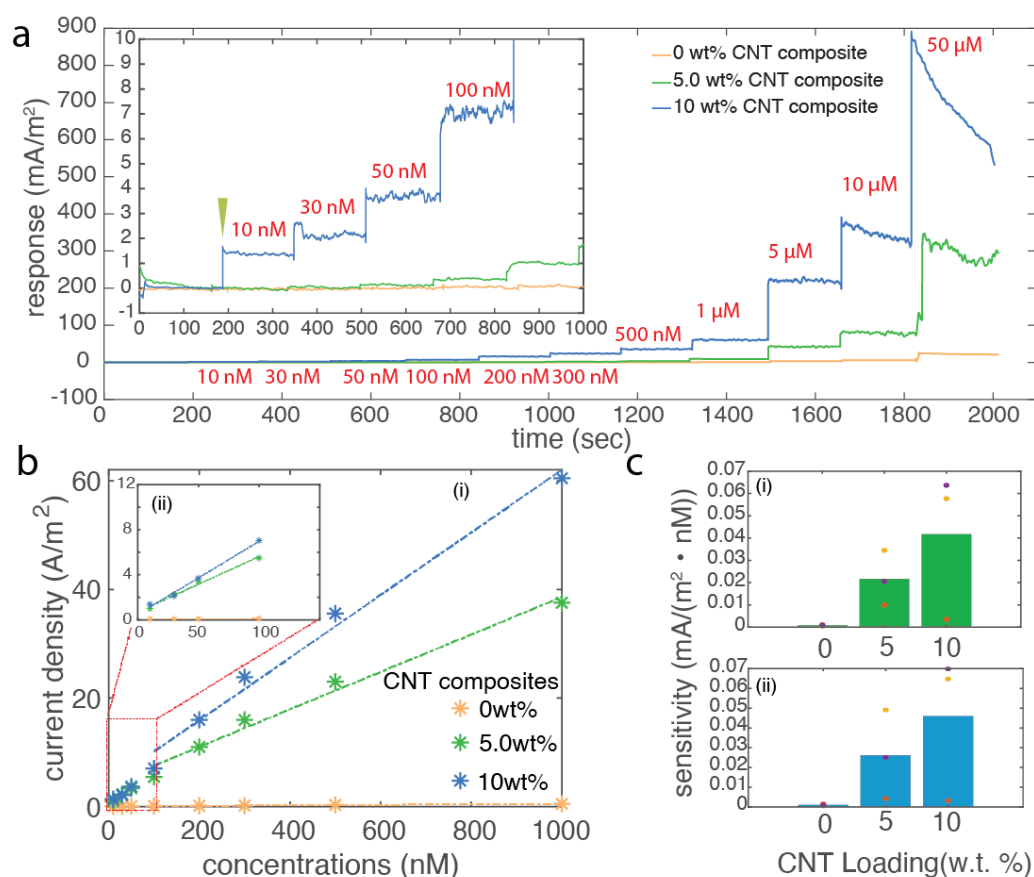 a
response (mA/m²)
900
800
700
600
500
400
300
200
100
0
-100
10
9
8
7
6
5
4
3
2
1
0
-1
10 nM
30 nM
50 nM
100 nM
0 100 200 300 400 500 600 700 800 900 1000
0 wt% CNT composite
5.0 wt% CNT composite
10 wt% CNT composite
500 nM
1 µM
5 µM
10 µM
50 µM
10 nM 30 nM 50 nM 100 nM 200 nM 300 nM
0 200 400 600 800 1000 1200 1400 1600 1800 2000
time (sec)
b
current density (A/m²)
60
40
20
0
(i)
(ii)
12
8
4
0
0 50 100
CNT composites
0wt%
5.0wt%
10wt%
0 200 400 600 800 1000
concentrations (nM)
c
sensitivity (mA/(m² • nM))
(i)
0.07
0.06
0.05
0.04
0.03
0.02
0.01
0
0 5 10
(ii)
0.07
0.06
0.05
0.04
0.03
0.02
0.01
0
0 5 10
CNT Loading(w.t. %)